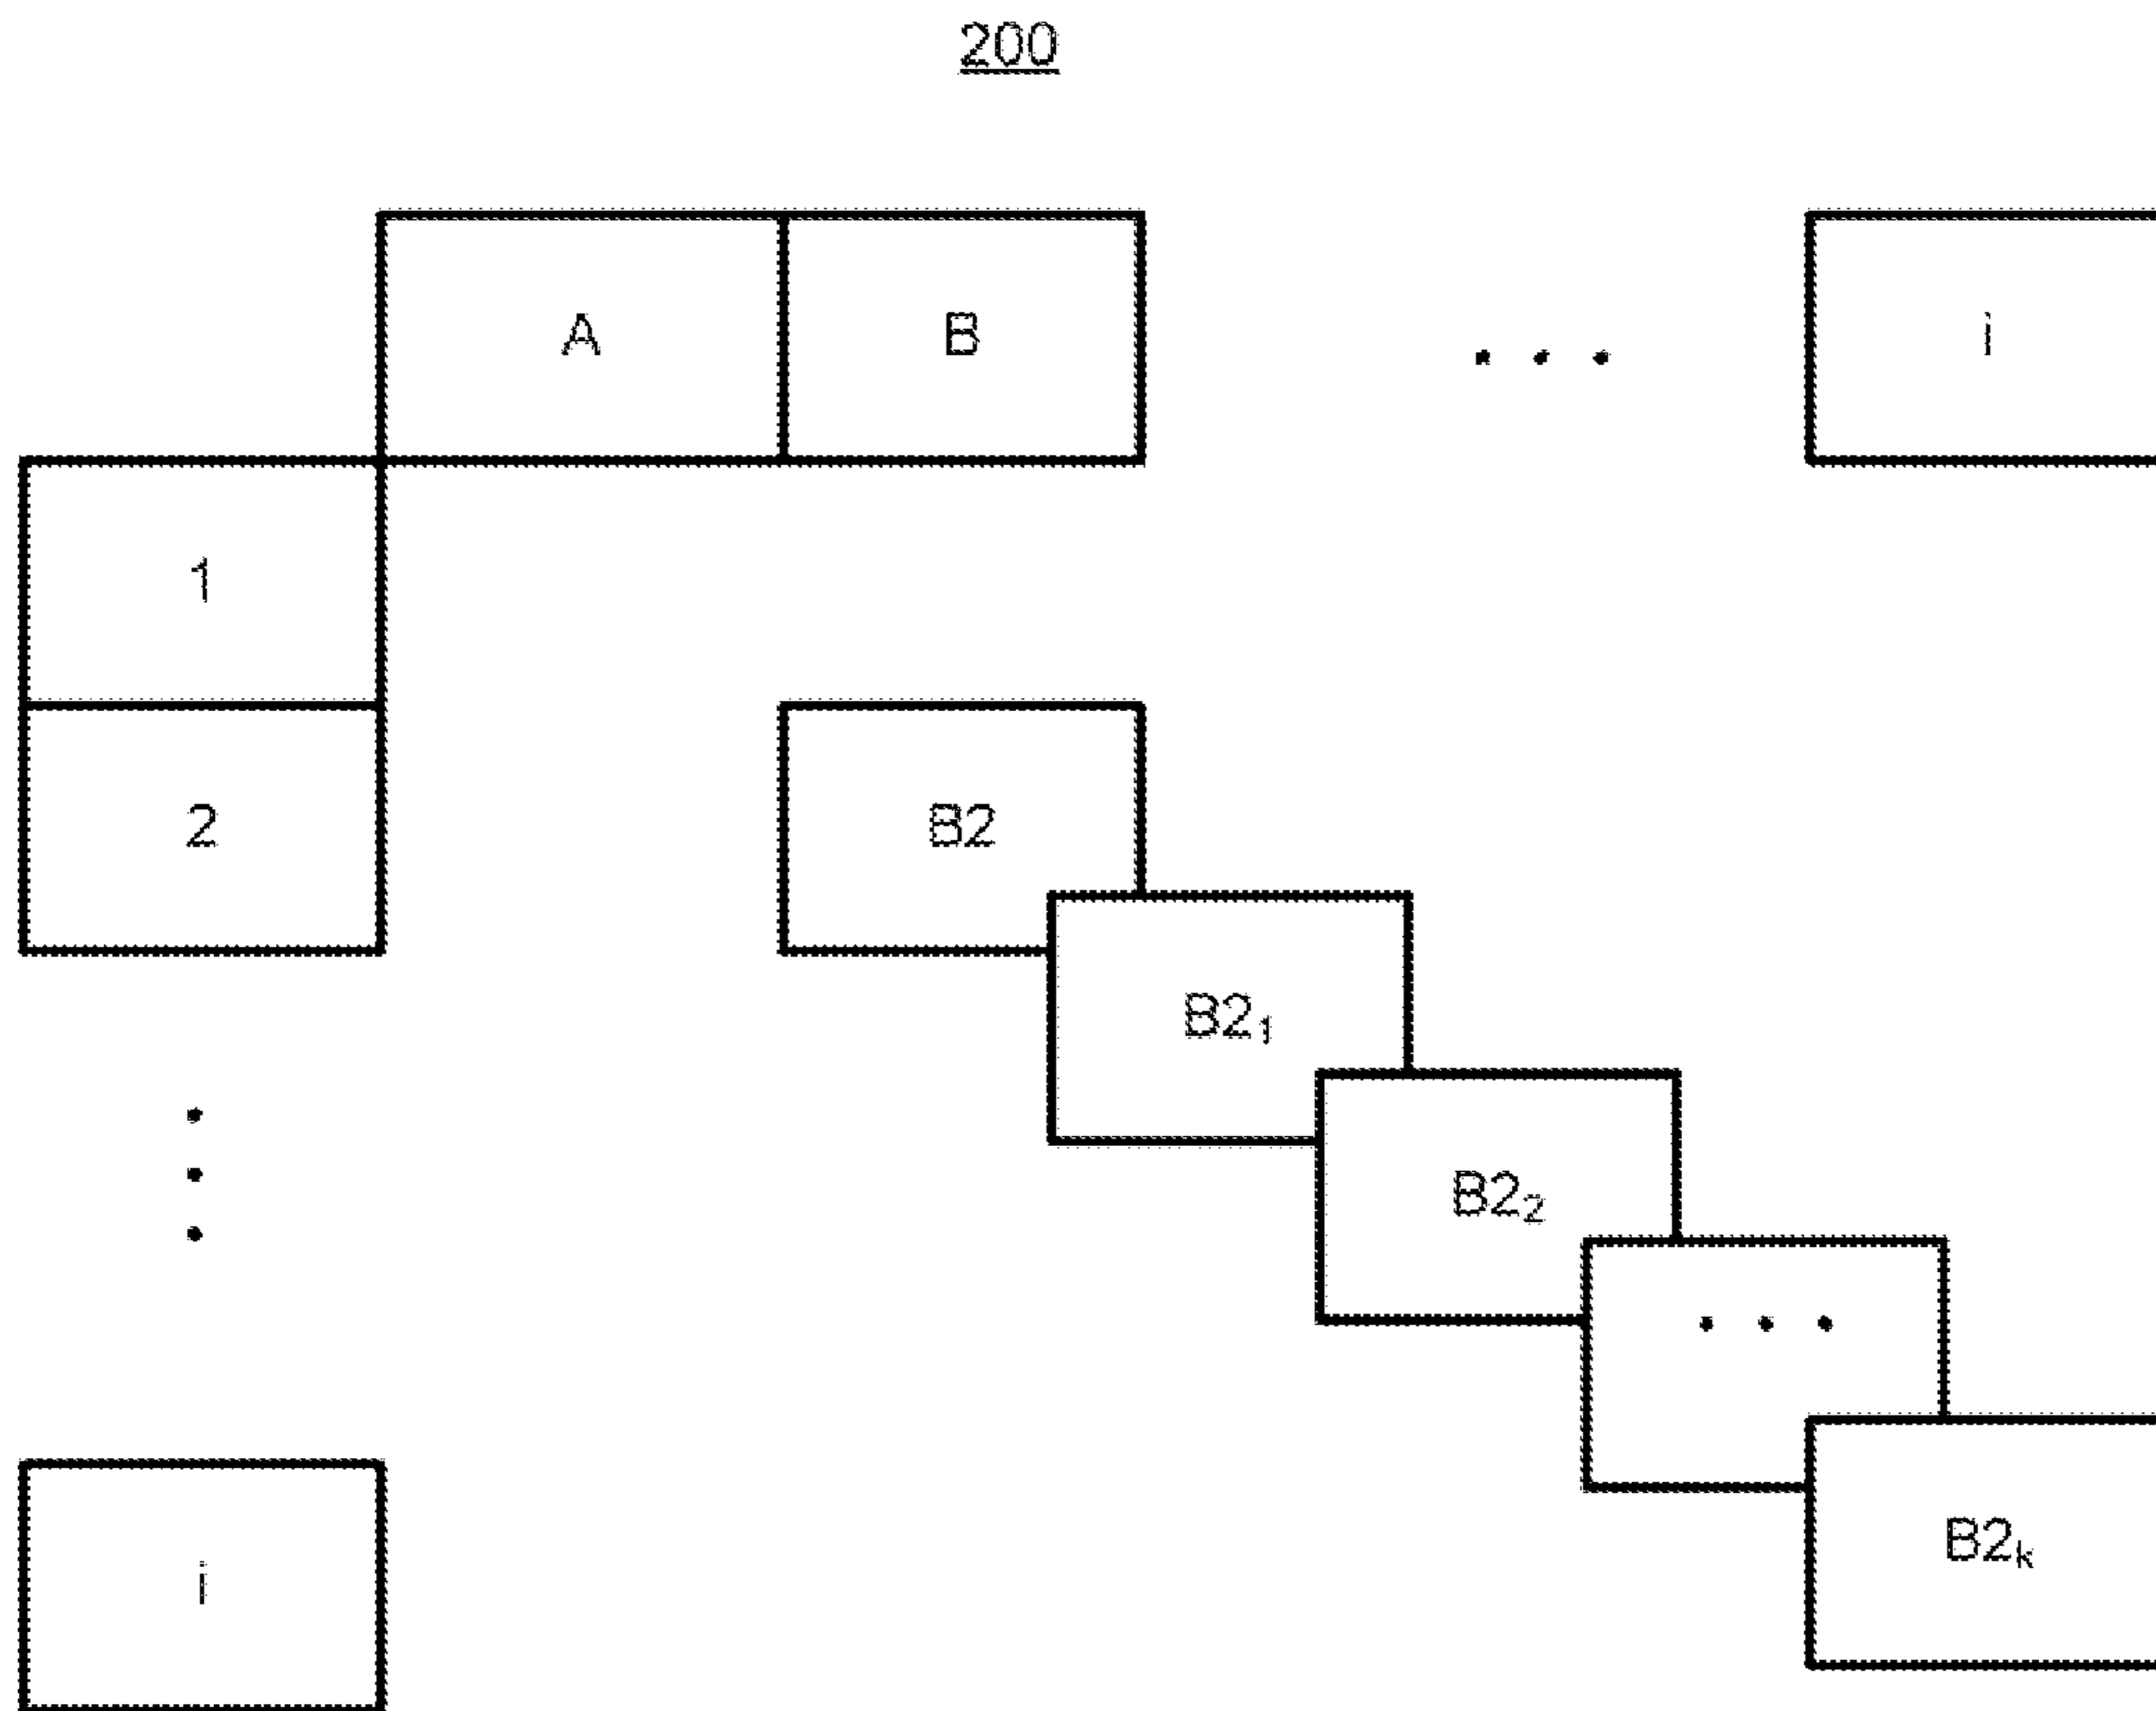 200
A B . . . i
1
2 B2
B2₁
B2₂
. . .
B2ₖ
i